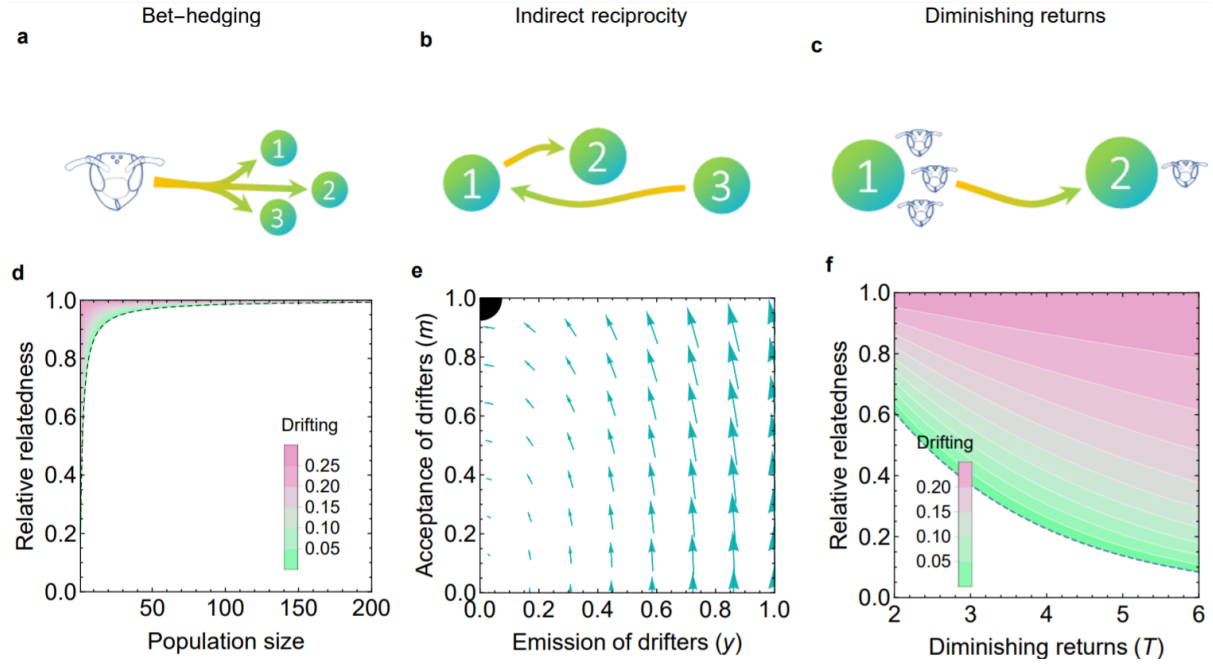 Bet−hedging
Indirect reciprocity
Diminishing returns
a
b
c
1
2
3
1
2
3
1
2
d
e
f
Relative relatedness
1.0
0.8
0.6
0.4
0.2
0.0
50
100
150
200
Population size
Drifting
0.25
0.20
0.15
0.10
0.05
Acceptance of drifters (m)
1.0
0.8
0.6
0.4
0.2
0.0
0.0
0.2
0.4
0.6
0.8
1.0
Emission of drifters (y)
Relative relatedness
1.0
0.8
0.6
0.4
0.2
0.0
2
3
4
5
6
Diminishing returns (T)
Drifting
0.20
0.15
0.10
0.05